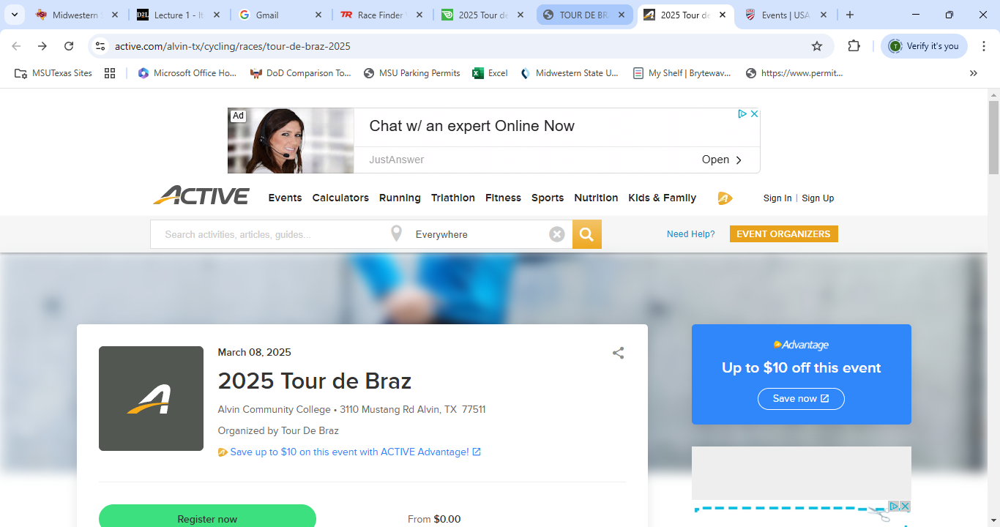 Midwestern S
Lecture 1 - It
Gmail
Race Finder
2025 Tour de
TOUR DE BR
2025 Tour de
Events | USA
active.com/alvin-tx/cycling/races/tour-de-braz-2025
Verify it's you
MSUTexas Sites
Microsoft Office Ho...
DoD Comparison To...
MSU Parking Permits
Excel
Midwestern State U...
My Shelf | Brytewav...
https://www.permit...
Ad
Chat w/ an expert Online Now
JustAnswer
Open
ACTIVE
Events
Calculators
Running
Triathlon
Fitness
Sports
Nutrition
Kids & Family
Sign In | Sign Up
Search activities, articles, guides...
Everywhere
Need Help?
EVENT ORGANIZERS
March 08, 2025
2025 Tour de Braz
Alvin Community College • 3110 Mustang Rd Alvin, TX 77511
Organized by Tour De Braz
Save up to $10 on this event with ACTIVE Advantage!
Register now
From $0.00
Advantage
Up to $10 off this event
Save now